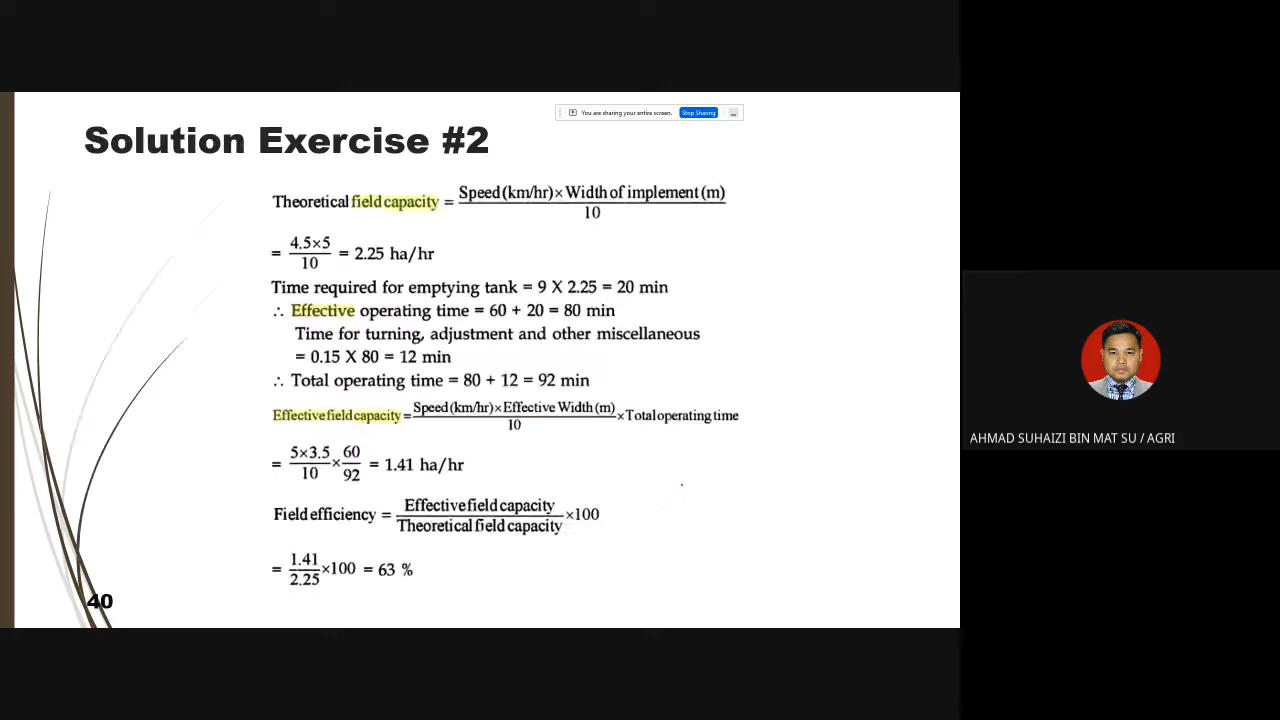 You are sharing your entire screen. Stop Sharing
Solution Exercise #2
Theoretical field capacity = Speed (km/hr) × Width of implement (m) / 10
= 4.5×5 / 10 = 2.25 ha/hr
Time required for emptying tank = 9 X 2.25 = 20 min
∴ Effective operating time = 60 + 20 = 80 min
Time for turning, adjustment and other miscellaneous
= 0.15 X 80 = 12 min
∴ Total operating time = 80 + 12 = 92 min
Effective field capacity = Speed (km/hr) × Effective Width (m) / 10 × Total operating time
= 5×3.5 / 10 × 60 / 92 = 1.41 ha/hr
Field efficiency = Effective field capacity / Theoretical field capacity ×100
= 1.41 / 2.25 ×100 = 63 %
40
AHMAD SUHAIZI BIN MAT SU / AGRI